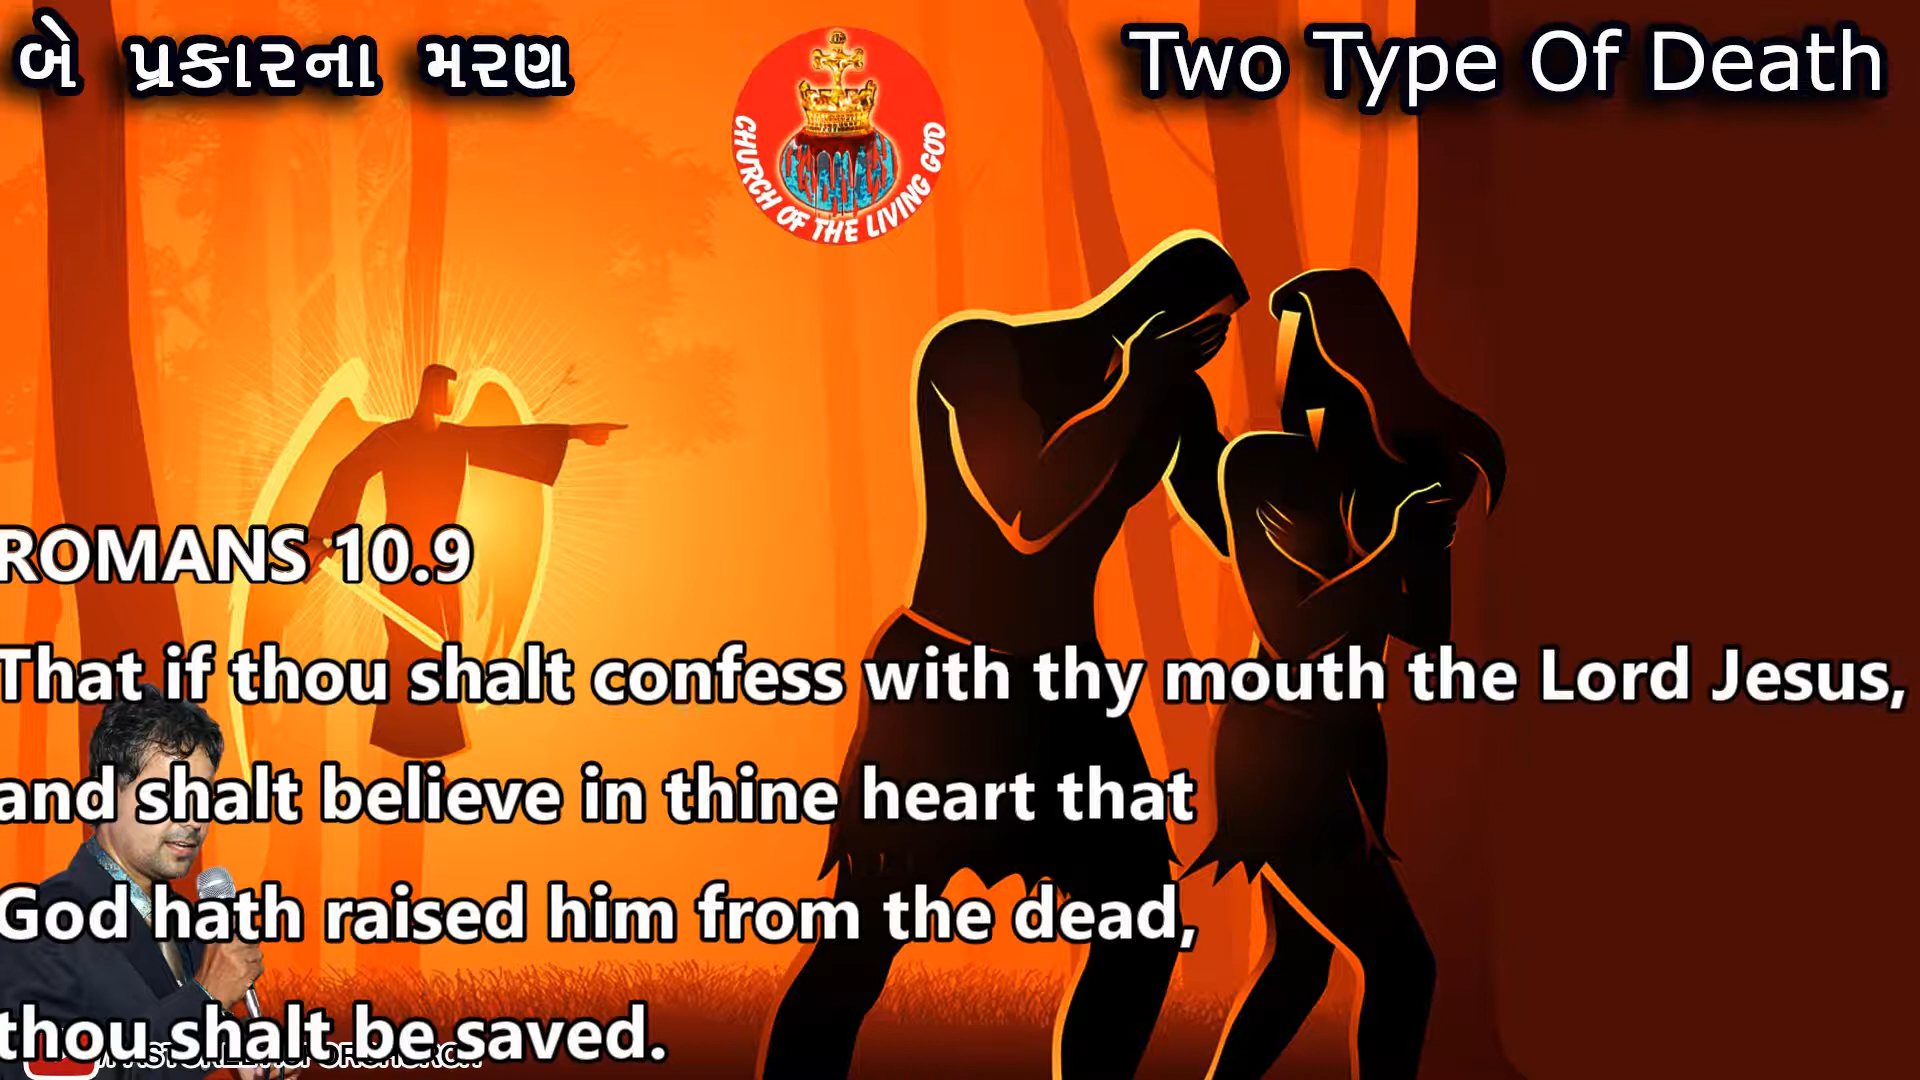 બે પ્રકારના મરણ
Two Type Of Death
CHURCH OF THE LIVING GOD
ROMANS 10.9
That if thou shalt confess with thy mouth the Lord Jesus,
and shalt believe in thine heart that
God hath raised him from the dead,
thou shalt be saved.